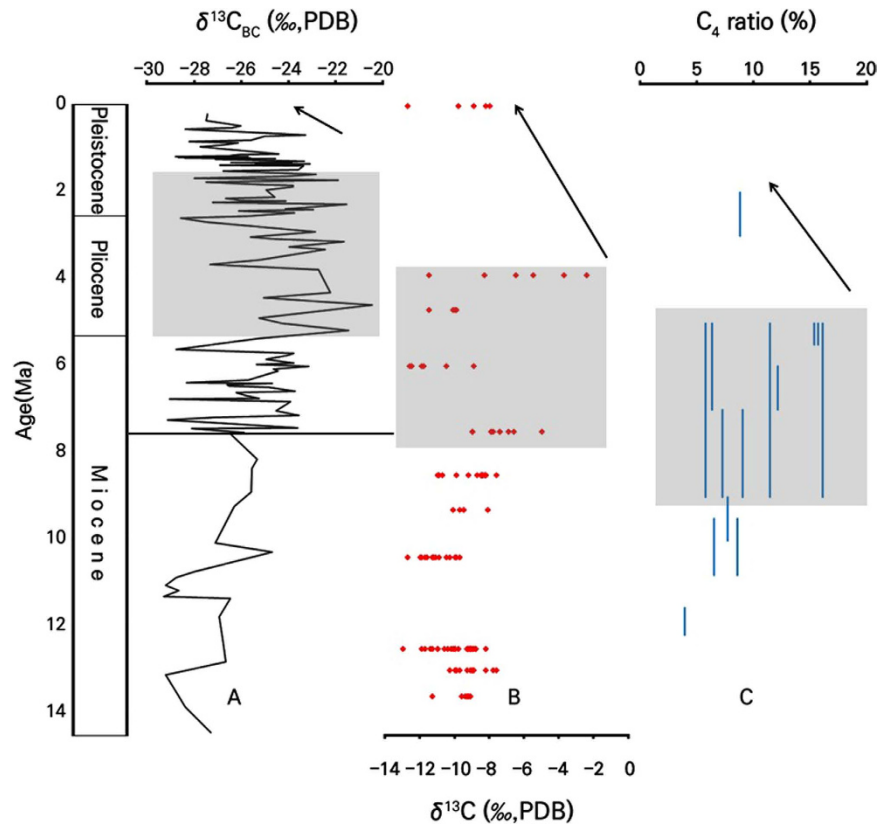 δ¹³C_BC (‰,PDB)
C₄ ratio (%)
−30 −28 −26 −24 −22 −20
0 5 10 15 20
0
2
4
6
8
10
12
14
Age(Ma)
Pleistocene
Pliocene
Miocene
A
B
C
−14 −12 −10 −8 −6 −4 −2 0
δ¹³C (‰,PDB)